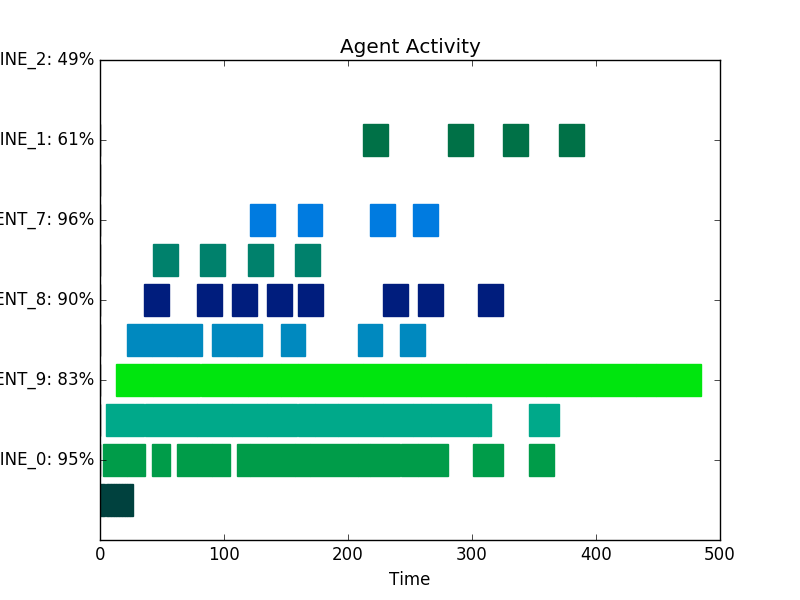 Agent Activity
INE_2: 49%
INE_1: 61%
ENT_7: 96%
ENT_8: 90%
ENT_9: 83%
INE_0: 95%
0 100 200 300 400 500
Time